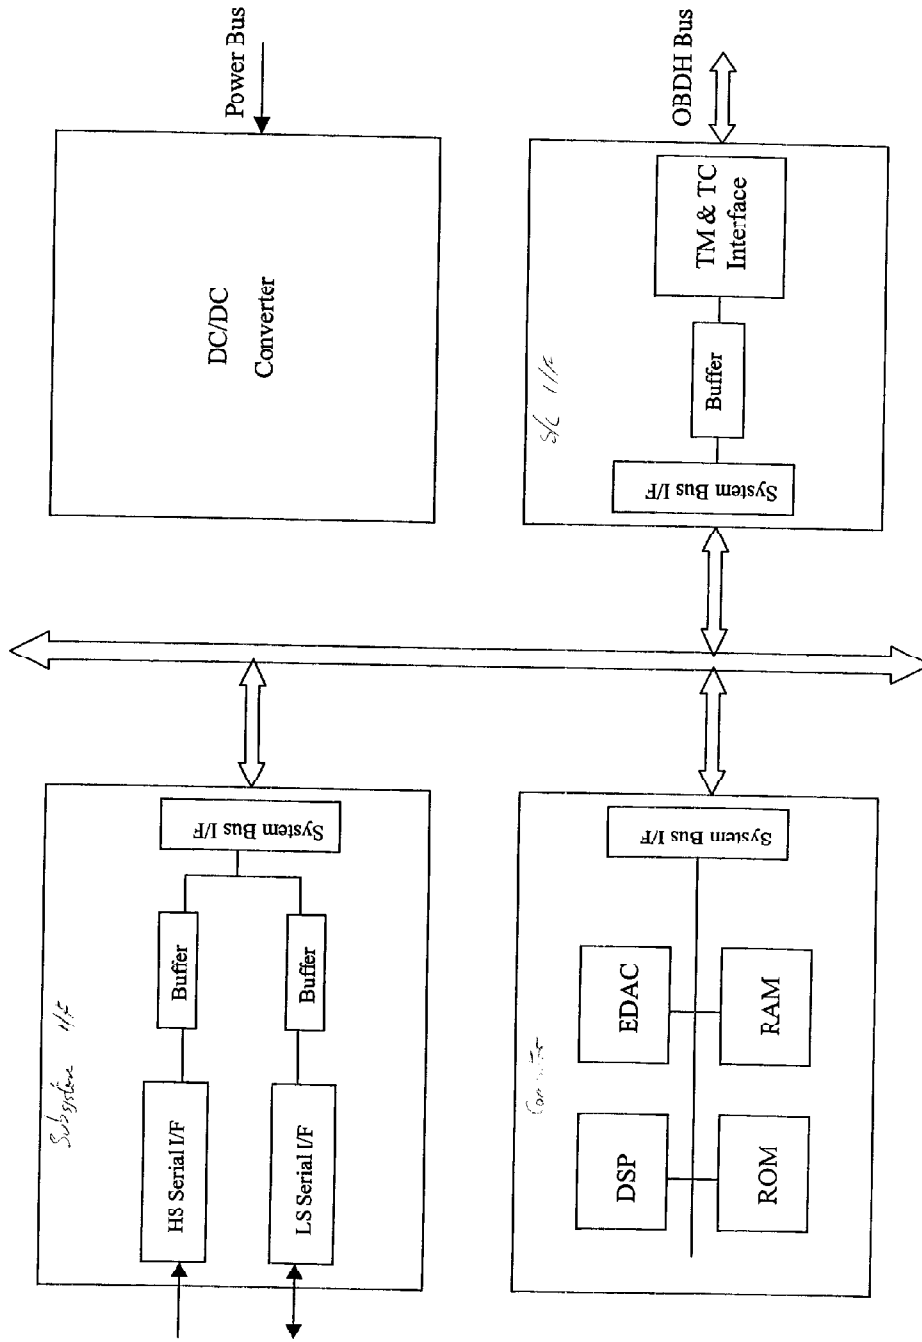 Subsystem I/F
HS Serial I/F
Buffer
LS Serial I/F
Buffer
System Bus I/F
DC/DC
Converter
Power Bus
Computer
DSP
EDAC
ROM
RAM
System Bus I/F
S/C I/F
System Bus I/F
Buffer
TM & TC
Interface
OBDH Bus